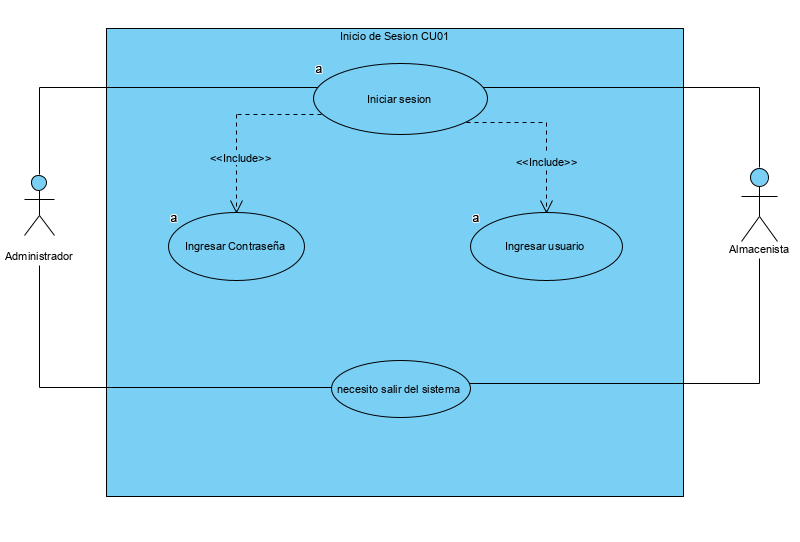 Inicio de Sesion CU01
a
Iniciar sesion
<<Include>>
<<Include>>
a
Ingresar Contraseña
a
Ingresar usuario
Administrador
Almacenista
necesito salir del sistema